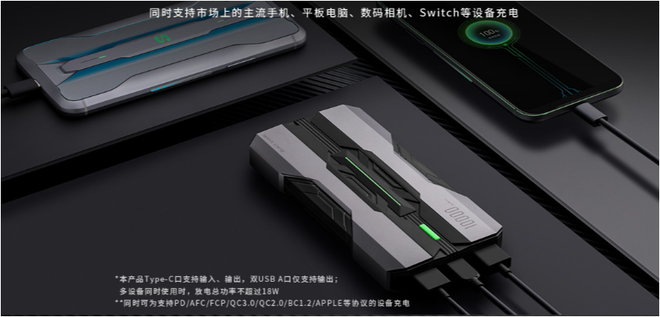 同时支持市场上的主流手机、平板电脑、数码相机、Switch等设备充电
100%
10000
*本产品Type-C口支持输入、输出，双USB A口仅支持输出；
多设备同时使用时，放电总功率不超过18W
**同时可为支持PD/AFC/FCP/QC3.0/QC2.0/BC1.2/APPLE等协议的设备充电